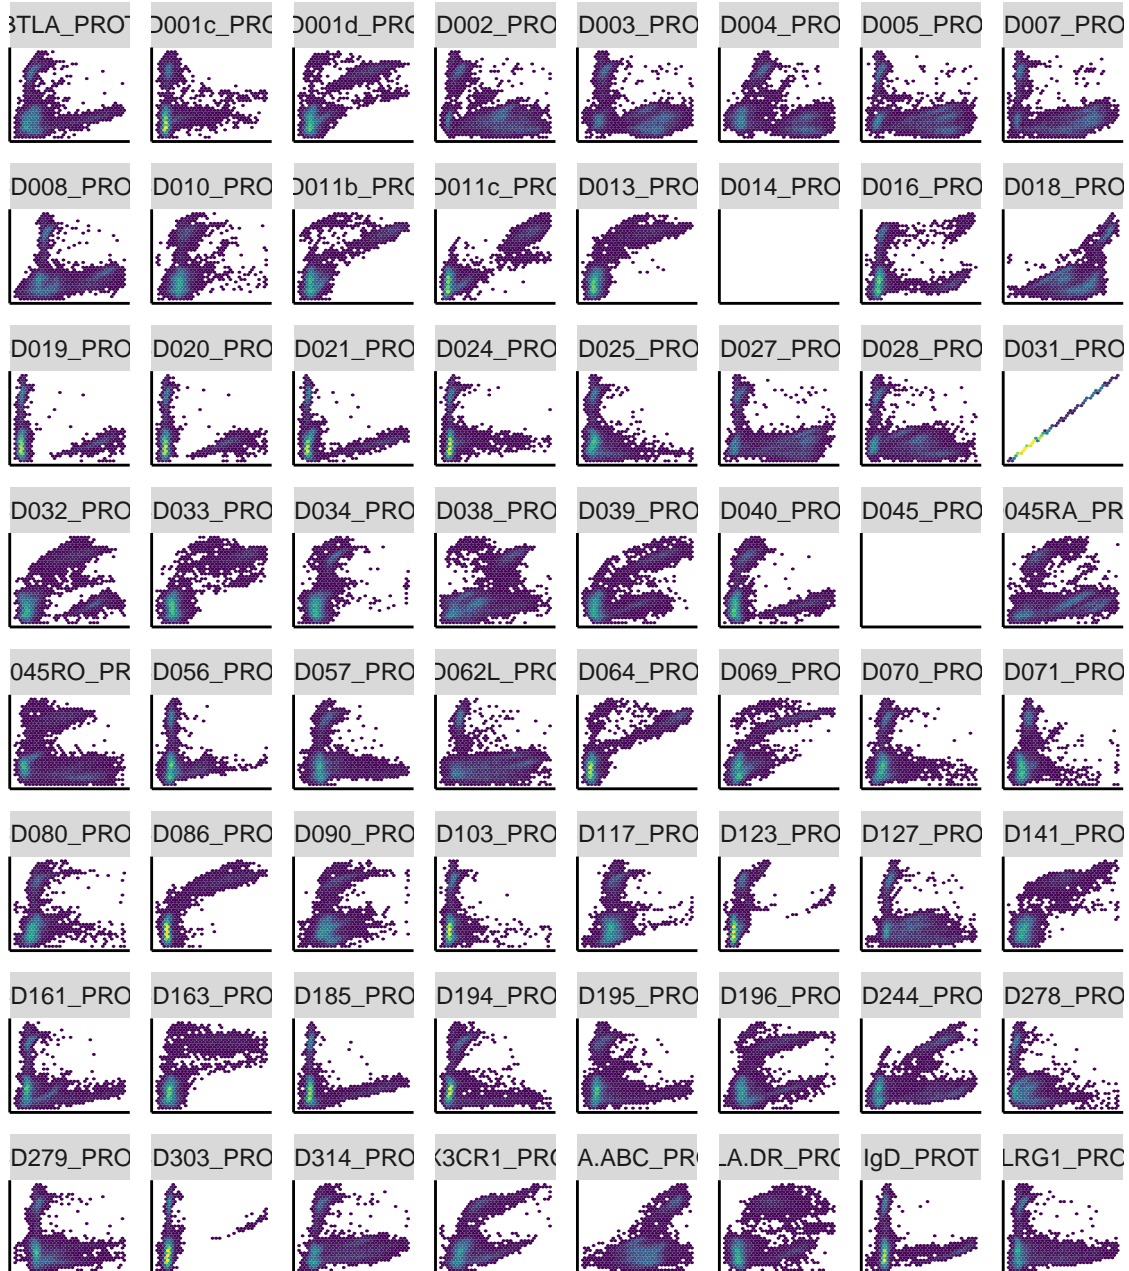 BTLA_PROT D001c_PRO D001d_PRO D002_PRO D003_PRO D004_PRO D005_PRO D007_PRO
D008_PRO D010_PRO D011b_PRO D011c_PRO D013_PRO D014_PRO D016_PRO D018_PRO
D019_PRO D020_PRO D021_PRO D024_PRO D025_PRO D027_PRO D028_PRO D031_PRO
D032_PRO D033_PRO D034_PRO D038_PRO D039_PRO D040_PRO D045_PRO 045RA_PR
045RO_PR D056_PRO D057_PRO D062L_PRO D064_PRO D069_PRO D070_PRO D071_PRO
D080_PRO D086_PRO D090_PRO D103_PRO D117_PRO D123_PRO D127_PRO D141_PRO
D161_PRO D163_PRO D185_PRO D194_PRO D195_PRO D196_PRO D244_PRO D278_PRO
D279_PRO D303_PRO D314_PRO X3CR1_PRO A.ABC_PR LA.DR_PRO IgD_PROT LRG1_PRO